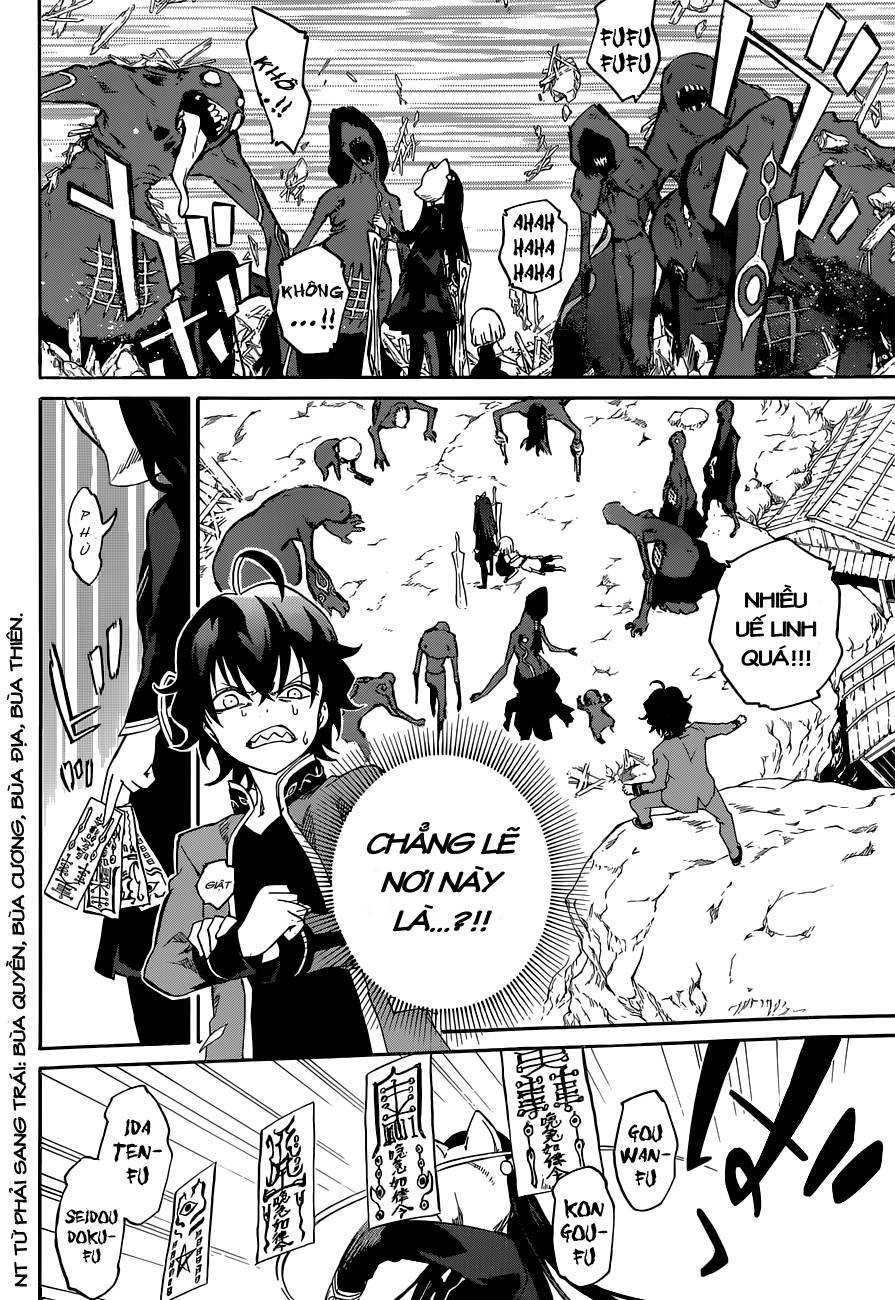 FUFU
FUFU
KHÔ
..!!
AHAH
HAHA
HAHA
KHÔNG
...!!
NHIỀU
UẾ LINH
QUÁ!!!
CHẲNG LẼ
NƠI NÀY
LÀ...?!!
GIẬT
PHÙ
GOU
WAN-
FU
KON
GOU-
FU
IDA
TEN-
FU
SEIDOU
DOKU-
FU
NT TỪ PHẢI SANG TRÁI: BÙA QUYỀN, BÙA CƯƠNG, BÙA ĐỊA, BÙA THIÊN.